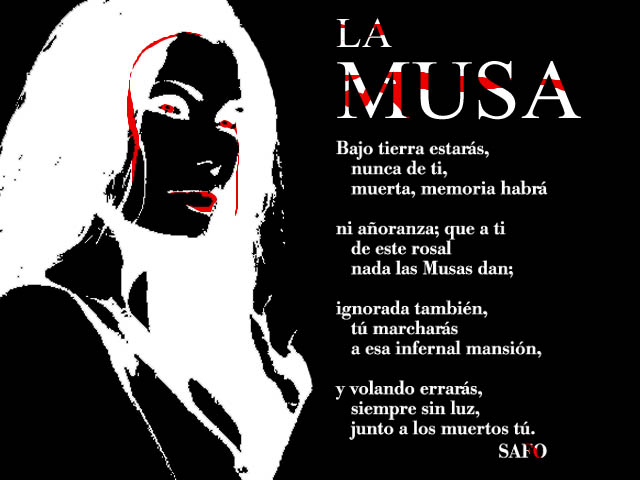 LA
MUSA
Bajo tierra estarás,
nunca de ti,
muerta, memoria habrá
ni añoranza; que a ti
de este rosal
nada las Musas dan;
ignorada también,
tú marcharás
a esa infernal mansión,
y volando errarás,
siempre sin luz,
junto a los muertos tú.
SAFO